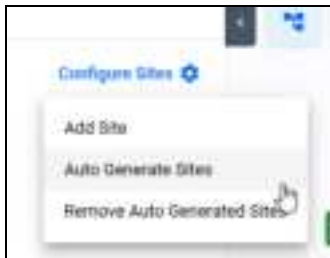 Configure Sites
Add Site
Auto Generate Sites
Remove Auto Generated Sites